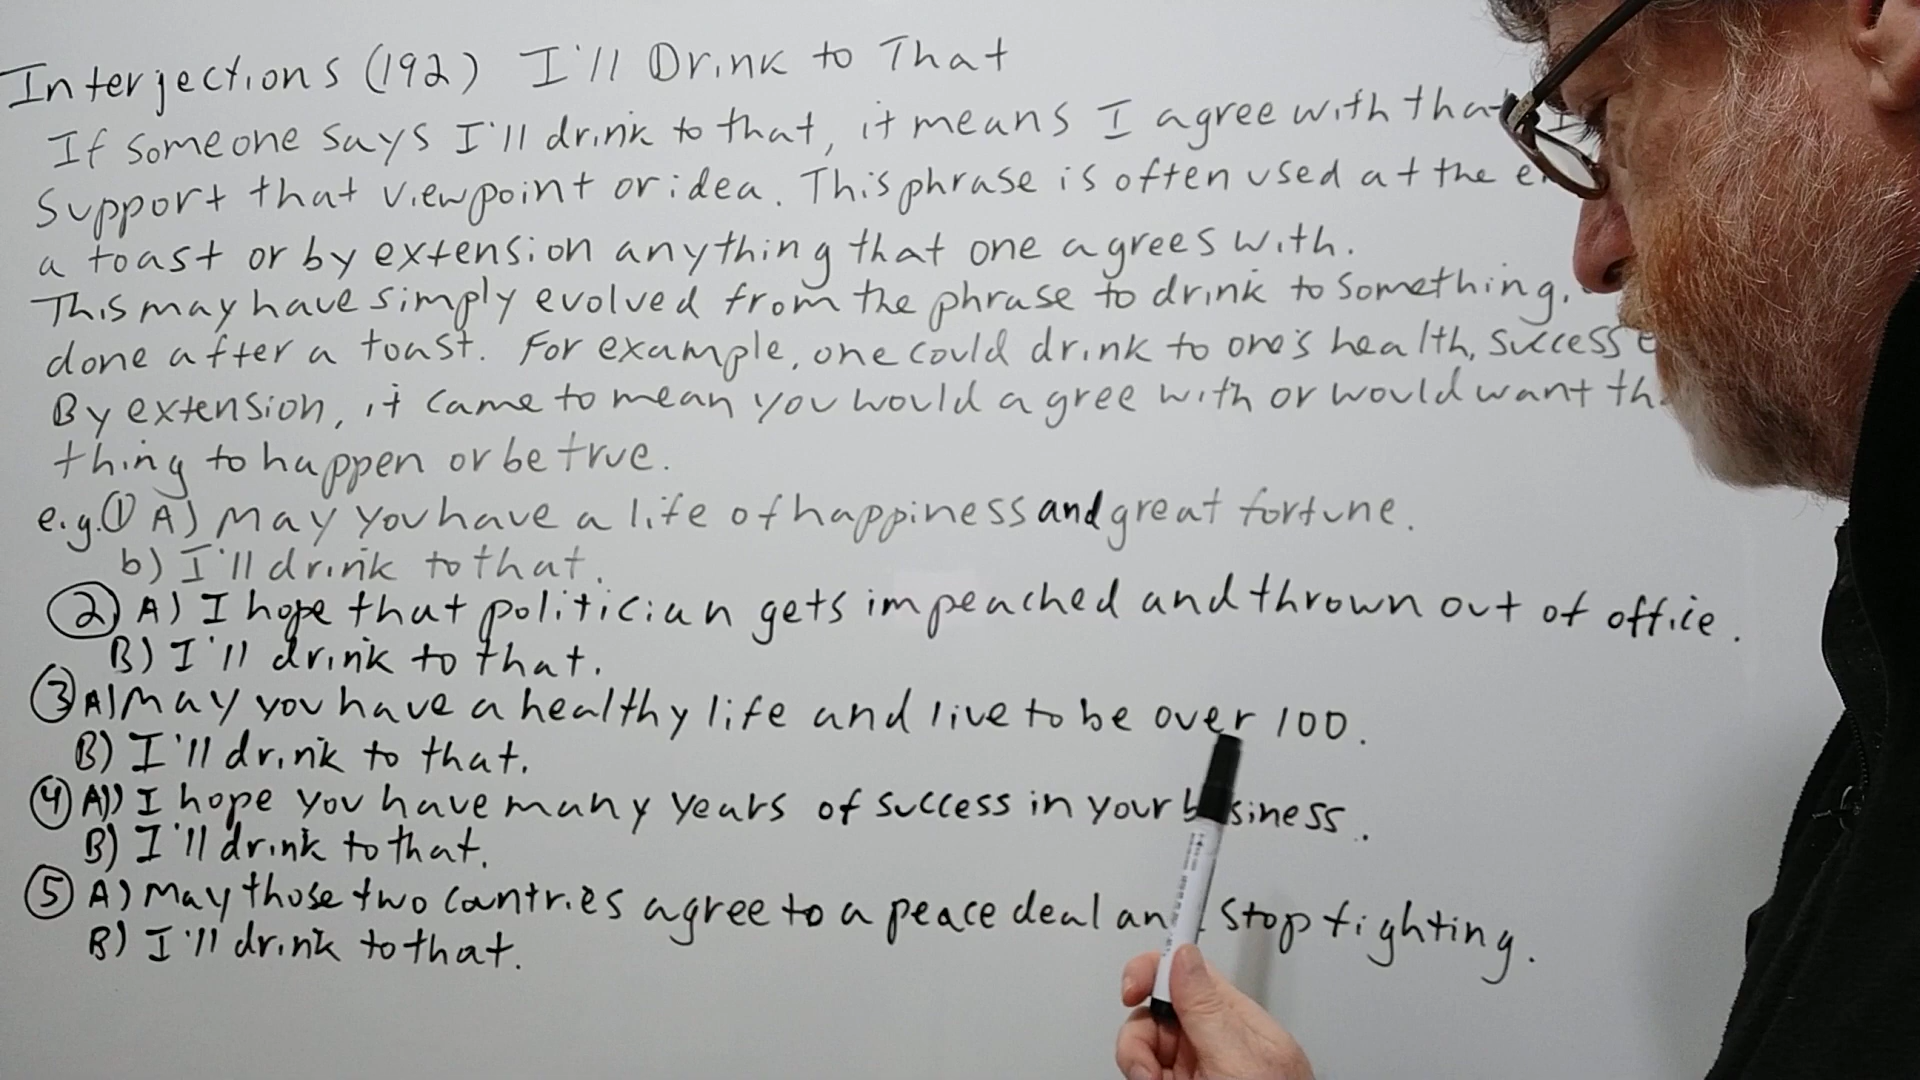 Interjections (192) I'll Drink to That
If someone says I'll drink to that, it means I agree with that
support that viewpoint or idea. This phrase is often used at the
a toast or by extension anything that one agrees with.
This may have simply evolved from the phrase to drink to something,
done after a toast. For example, one could drink to one's health, success
By extension, it came to mean you would agree with or would want
thing to happen or be true.
e.g. ① A) May you have a life of happiness and great fortune.
b) I'll drink to that.
② A) I hope that politician gets impeached and thrown out of office.
B) I'll drink to that.
③ A) May you have a healthy life and live to be over 100.
B) I'll drink to that.
④ A)) I hope you have many years of success in your business.
B) I'll drink to that.
⑤ A) May those two countries agree to a peace deal and stop fighting.
B) I'll drink to that.